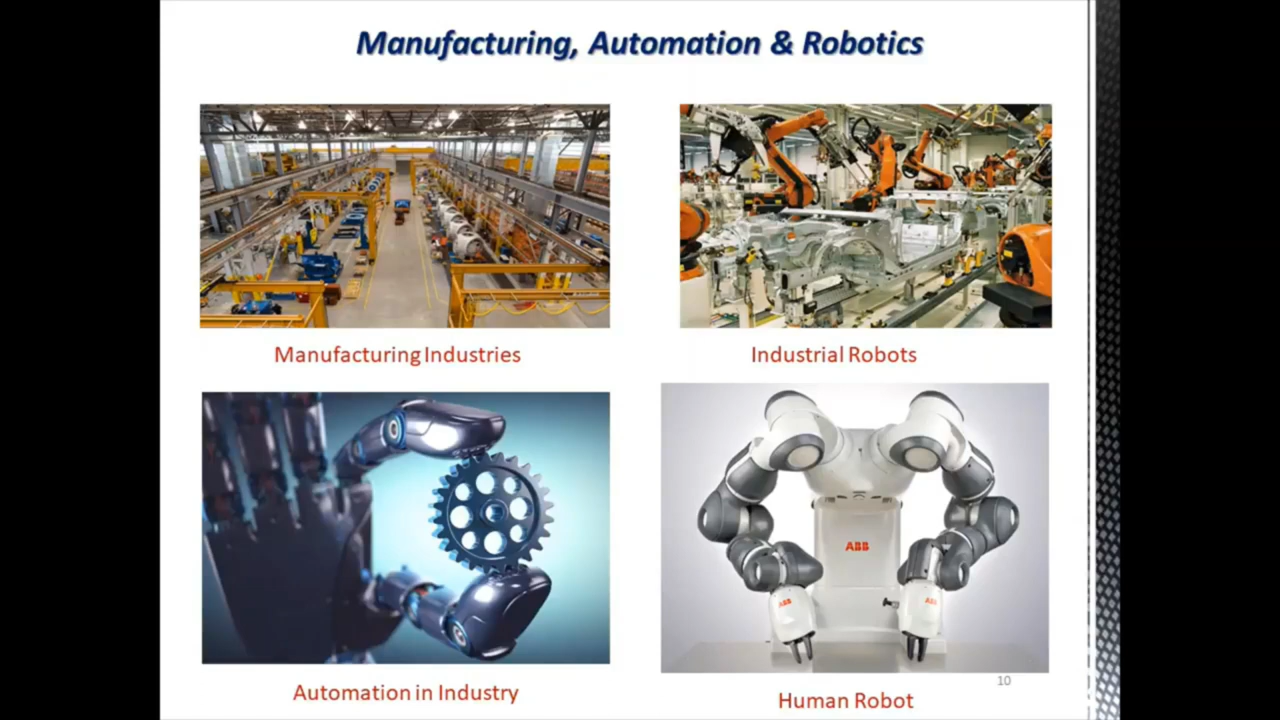 Manufacturing, Automation & Robotics
Manufacturing Industries
Industrial Robots
ABB
ABB
ABB
Automation in Industry
Human Robot
10